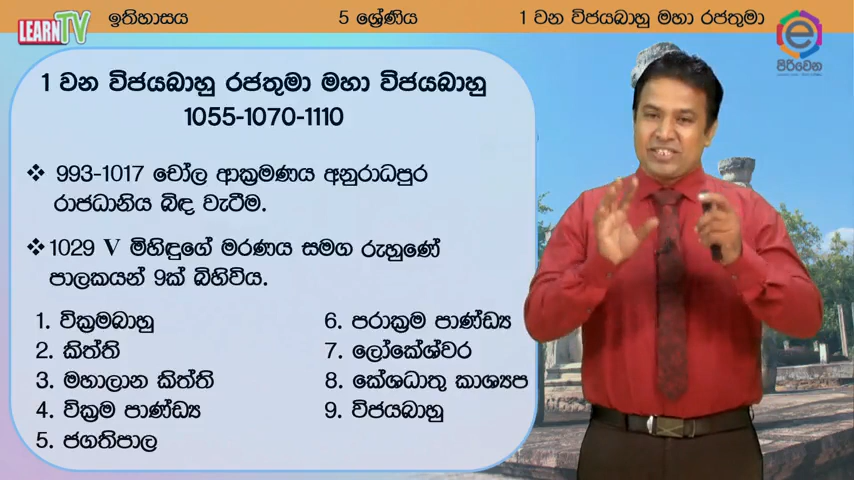 LEARN TV
ඉතිහාසය
5 ශ්‍රේණිය
1 වන විජයබාහු මහා රජතුමා
පිරිවෙන
1 වන විජයබාහු රජතුමා මහා විජයබාහු
1055-1070-1110
993-1017 චෝල ආක්‍රමණය අනුරාධපුර
රාජධානිය බිඳ වැටීම.
1029 V මිහිඳුගේ මරණය සමග රුහුණේ
පාලකයන් 9ක් බිහිවිය.
1. වික්‍රමබාහු
2. කිත්ති
3. මහාලාන කිත්ති
4. වික්‍රම පාණ්ඩ්‍ය
5. ජගතිපාල
6. පරාක්‍රම පාණ්ඩ්‍ය
7. ලෝකේශ්වර
8. කේශධාතු කාශ්‍යප
9. විජයබාහු